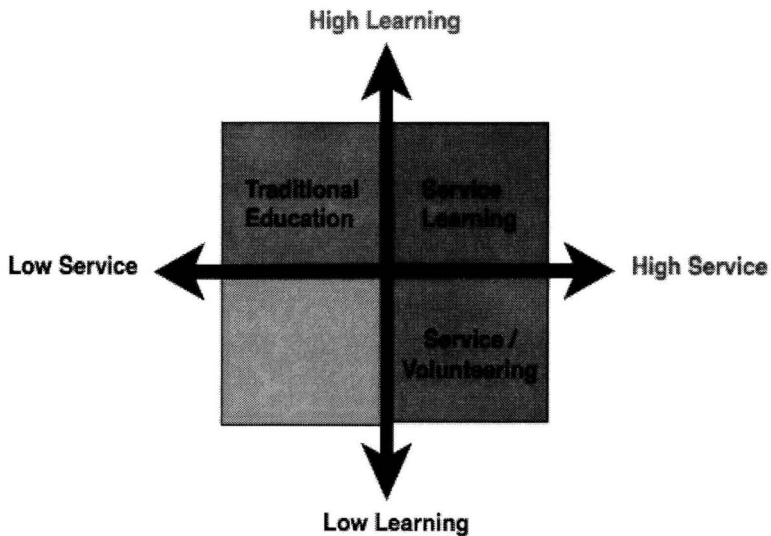 High Learning
Traditional
Education
Service
Learning
Low Service
High Service
Service /
Volunteering
Low Learning